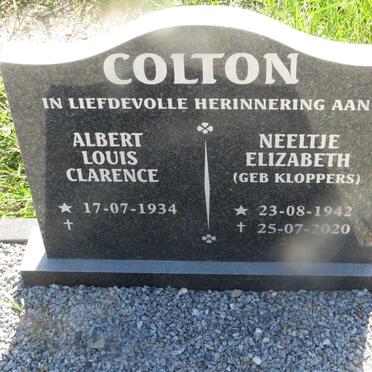 COLTON
IN LIEFDEVOLLE HERINNERING AAN
ALBERT
LOUIS
CLARENCE
17-07-1934
NEELTJE
ELIZABETH
(GEB KLOPPERS)
23-08-1942
25-07-2020